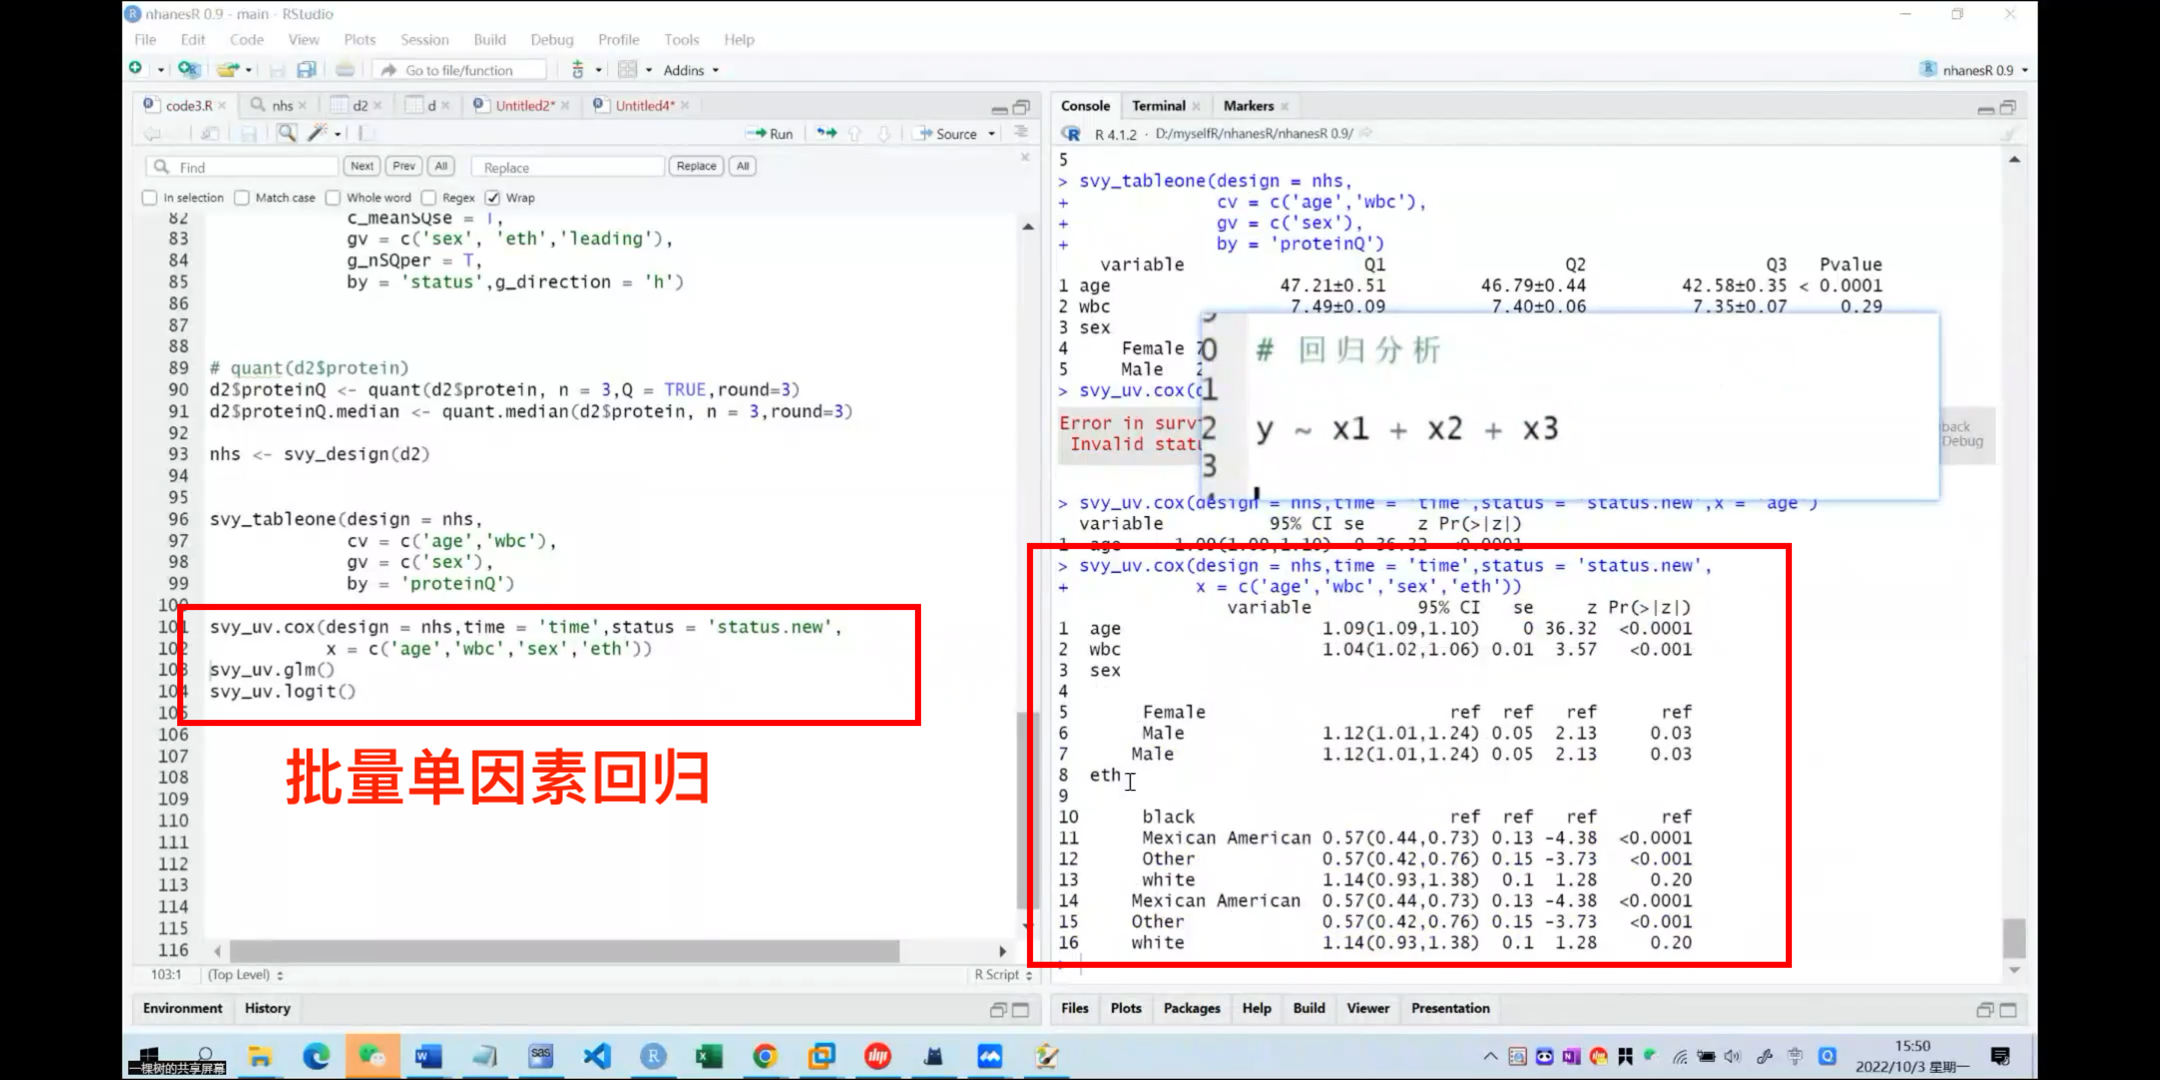 nhanesR 0.9 - main - RStudio
File Edit Code View Plots Session Build Debug Profile Tools Help
Go to file/function Addins nhanesR 0.9
code3.R nhs d2 d Untitled2* Untitled4*
Run Source
Find Next Prev All Replace Replace All
In selection Match case Whole word Regex Wrap
82 c_meanSQse = T,
83 gv = c('sex', 'eth','leading'),
84 g_nSQper = T,
85 by = 'status',g_direction = 'h')
86
87
88
89 # quant(d2$protein)
90 d2$proteinQ <- quant(d2$protein, n = 3,Q = TRUE,round=3)
91 d2$proteinQ.median <- quant.median(d2$protein, n = 3,round=3)
92
93 nhs <- svy_design(d2)
94
95
96 svy_tableone(design = nhs,
97 cv = c('age','wbc'),
98 gv = c('sex'),
99 by = 'proteinQ')
100
101 svy_uv.cox(design = nhs,time = 'time',status = 'status.new',
102 x = c('age','wbc','sex','eth'))
103 svy_uv.glm()
104 svy_uv.logit()
105
106
107
108
109
110
111
112
113
114
115
116
批量单因素回归
103:1 (Top Level) R Script
Environment History
Console Terminal Markers
R 4.1.2 · D:/myselfR/nhanesR/nhanesR 0.9/
5
> svy_tableone(design = nhs,
+ cv = c('age','wbc'),
+ gv = c('sex'),
+ by = 'proteinQ')
variable Q1 Q2 Q3 Pvalue
1 age 47.21±0.51 46.79±0.44 42.58±0.35 < 0.0001
2 wbc 7.49±0.09 7.40±0.06 7.35±0.07 0.29
3 sex
4 Female
5 Male
> svy_uv.cox(
Error in surv
Invalid stat
back
Debug
0 # 回归分析
1
2 y ~ x1 + x2 + x3
3
> svy_uv.cox(design = nhs,time = 'time',status = 'status.new',x = 'age')
variable 95% CI se z Pr(>|z|)
1 age 1.09(1.09,1.10) 0 36.32 <0.0001
> svy_uv.cox(design = nhs,time = 'time',status = 'status.new',
+ x = c('age','wbc','sex','eth'))
variable 95% CI se z Pr(>|z|)
1 age 1.09(1.09,1.10) 0 36.32 <0.0001
2 wbc 1.04(1.02,1.06) 0.01 3.57 <0.001
3 sex
4
5 Female ref ref ref ref
6 Male 1.12(1.01,1.24) 0.05 2.13 0.03
7 Male 1.12(1.01,1.24) 0.05 2.13 0.03
8 eth
9
10 black ref ref ref ref
11 Mexican American 0.57(0.44,0.73) 0.13 -4.38 <0.0001
12 Other 0.57(0.42,0.76) 0.15 -3.73 <0.001
13 white 1.14(0.93,1.38) 0.1 1.28 0.20
14 Mexican American 0.57(0.44,0.73) 0.13 -4.38 <0.0001
15 Other 0.57(0.42,0.76) 0.15 -3.73 <0.001
16 white 1.14(0.93,1.38) 0.1 1.28 0.20
Files Plots Packages Help Build Viewer Presentation
一棵树的共享屏幕
sas
15:50
2022/10/3 星期一